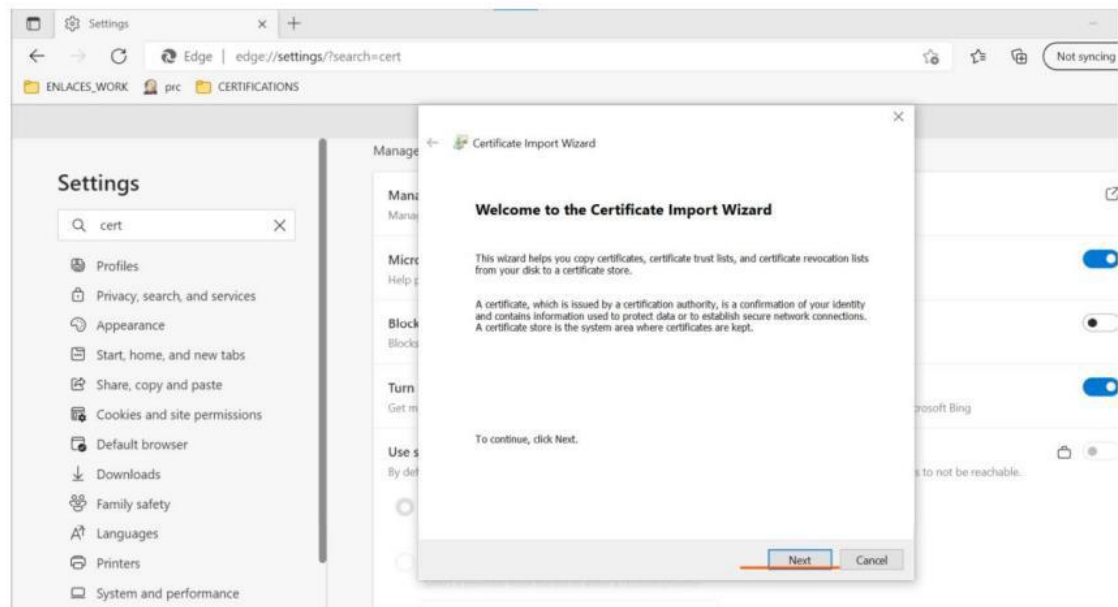 Settings
Edge | edge://settings/?search=cert
Not syncing
ENLACES_WORK prc CERTIFICATIONS
Settings
cert
Profiles
Privacy, search, and services
Appearance
Start, home, and new tabs
Share, copy and paste
Cookies and site permissions
Default browser
Downloads
Family safety
Languages
Printers
System and performance
Manage
Mana
Mana
Micro
Help p
Block
Blocks
Turn
Get m
rosoft Bing
Use s
By def
s to not be reachable.
Certificate Import Wizard
Welcome to the Certificate Import Wizard
This wizard helps you copy certificates, certificate trust lists, and certificate revocation lists
from your disk to a certificate store.
A certificate, which is issued by a certification authority, is a confirmation of your identity
and contains information used to protect data or to establish secure network connections.
A certificate store is the system area where certificates are kept.
To continue, click Next.
Next
Cancel